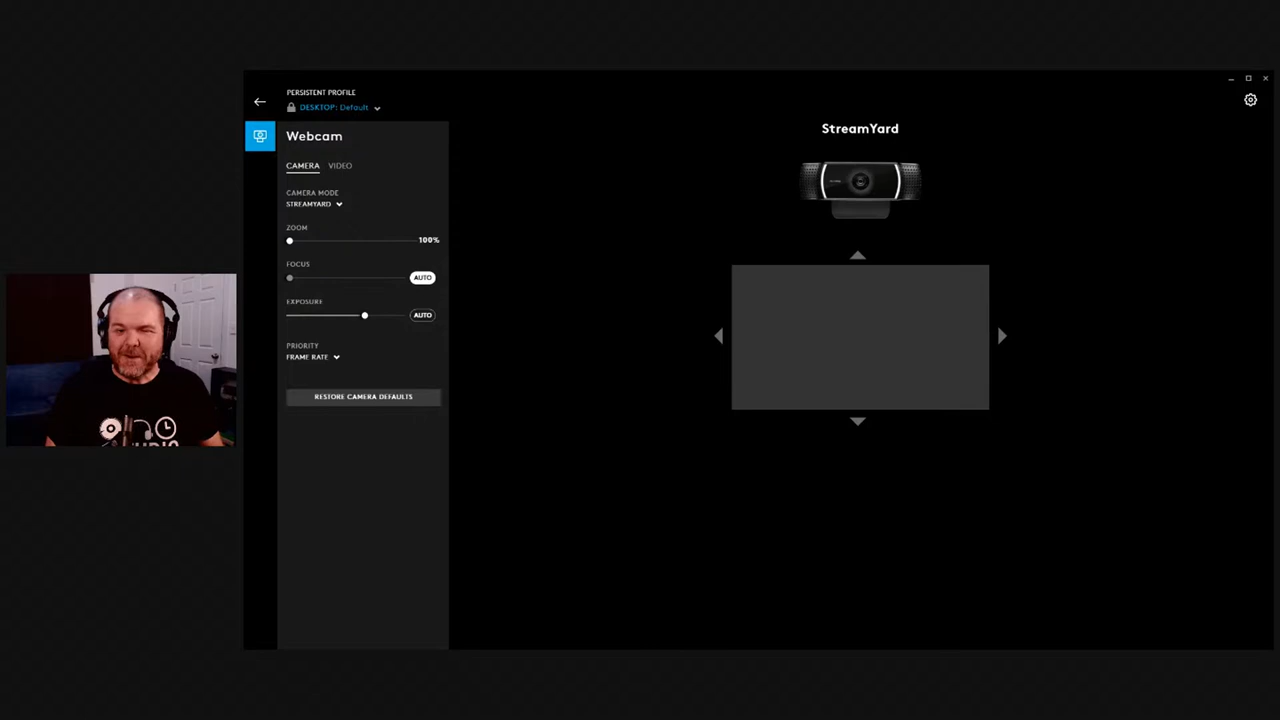 PERSISTENT PROFILE
DESKTOP: Default
Webcam
CAMERA VIDEO
CAMERA MODE
STREAMYARD
ZOOM
100%
FOCUS
AUTO
EXPOSURE
AUTO
PRIORITY
FRAME RATE
RESTORE CAMERA DEFAULTS
StreamYard